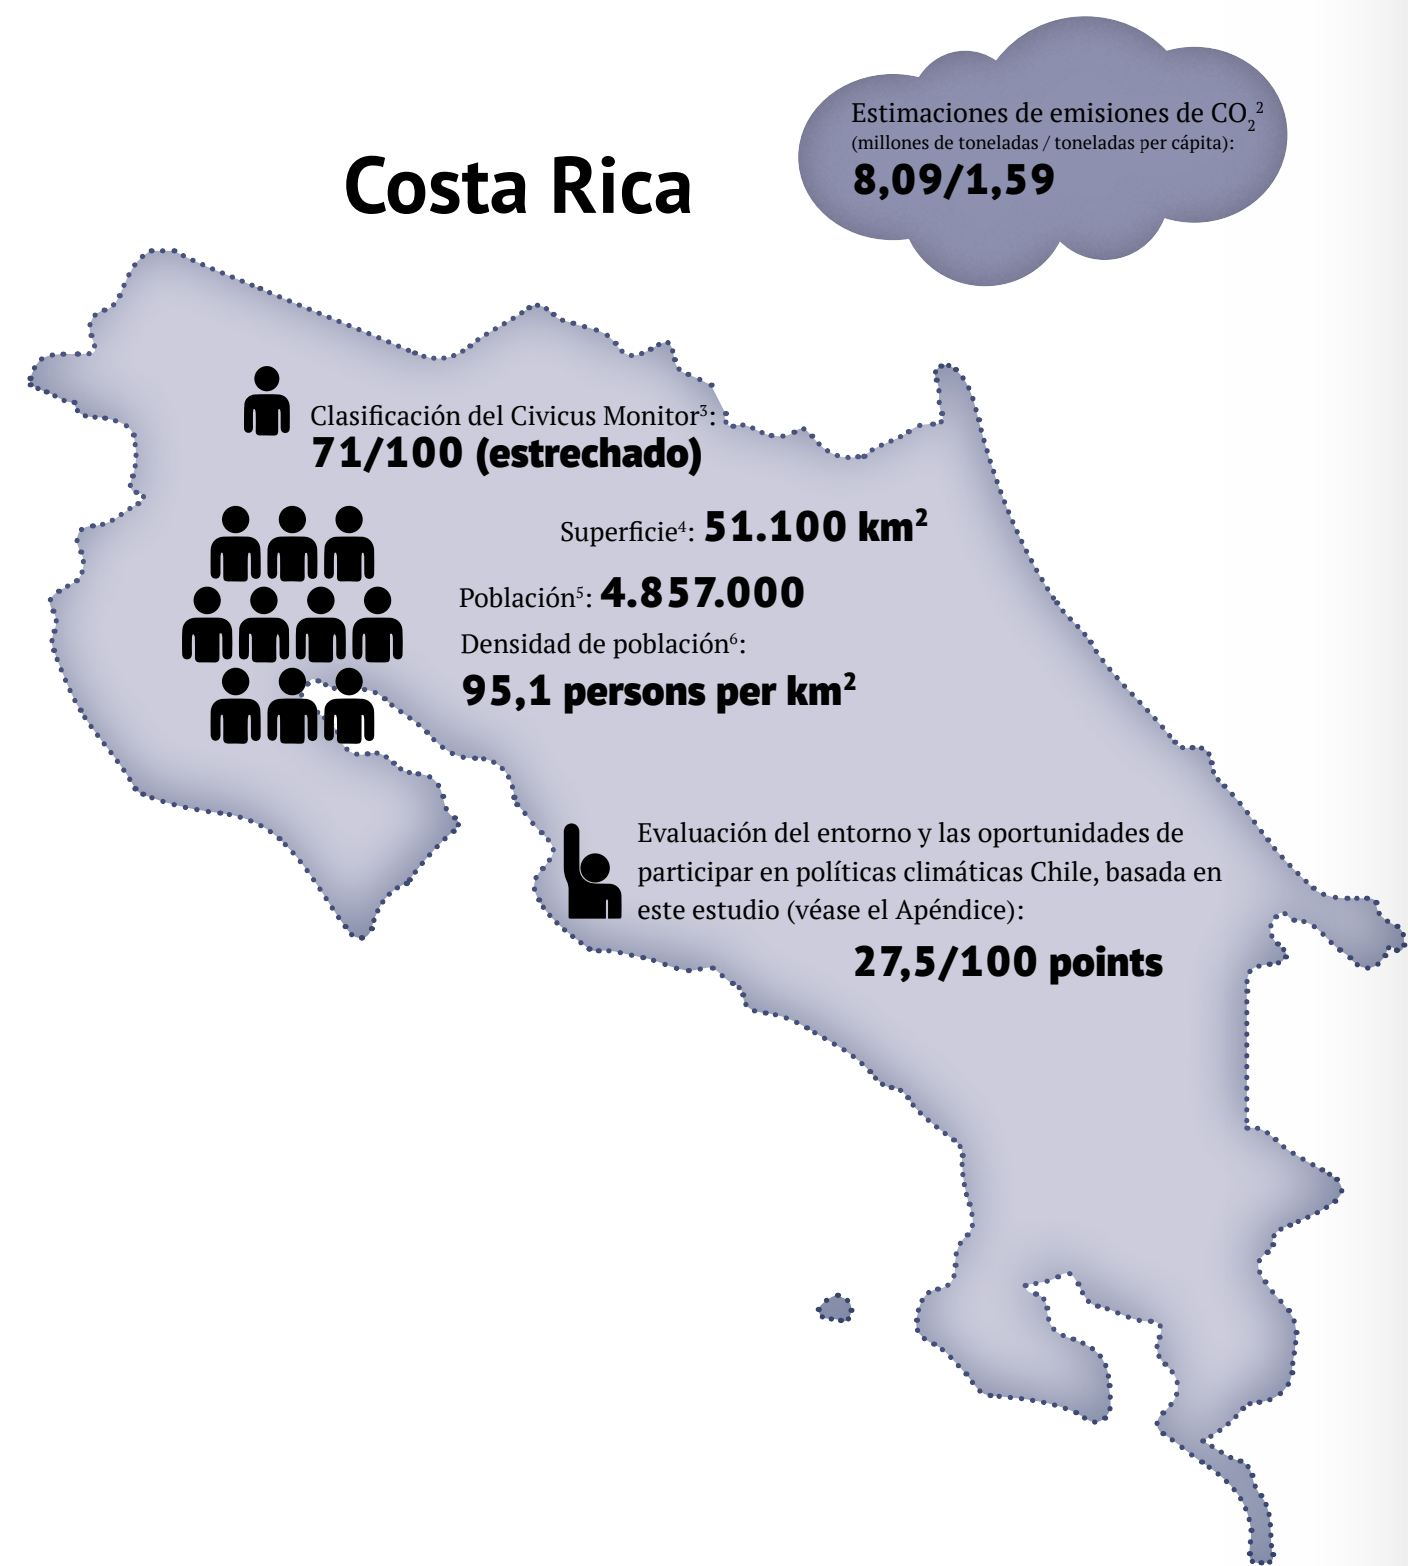 Costa Rica
Estimaciones de emisiones de CO₂²
(millones de toneladas / toneladas per cápita):
8,09/1,59
Clasificación del Civicus Monitor³:
71/100 (estrechado)
Superficie⁴: 51.100 km²
Población⁵: 4.857.000
Densidad de población⁶:
95,1 persons per km²
Evaluación del entorno y las oportunidades de
participar en políticas climáticas Chile, basada en
este estudio (véase el Apéndice):
27,5/100 points